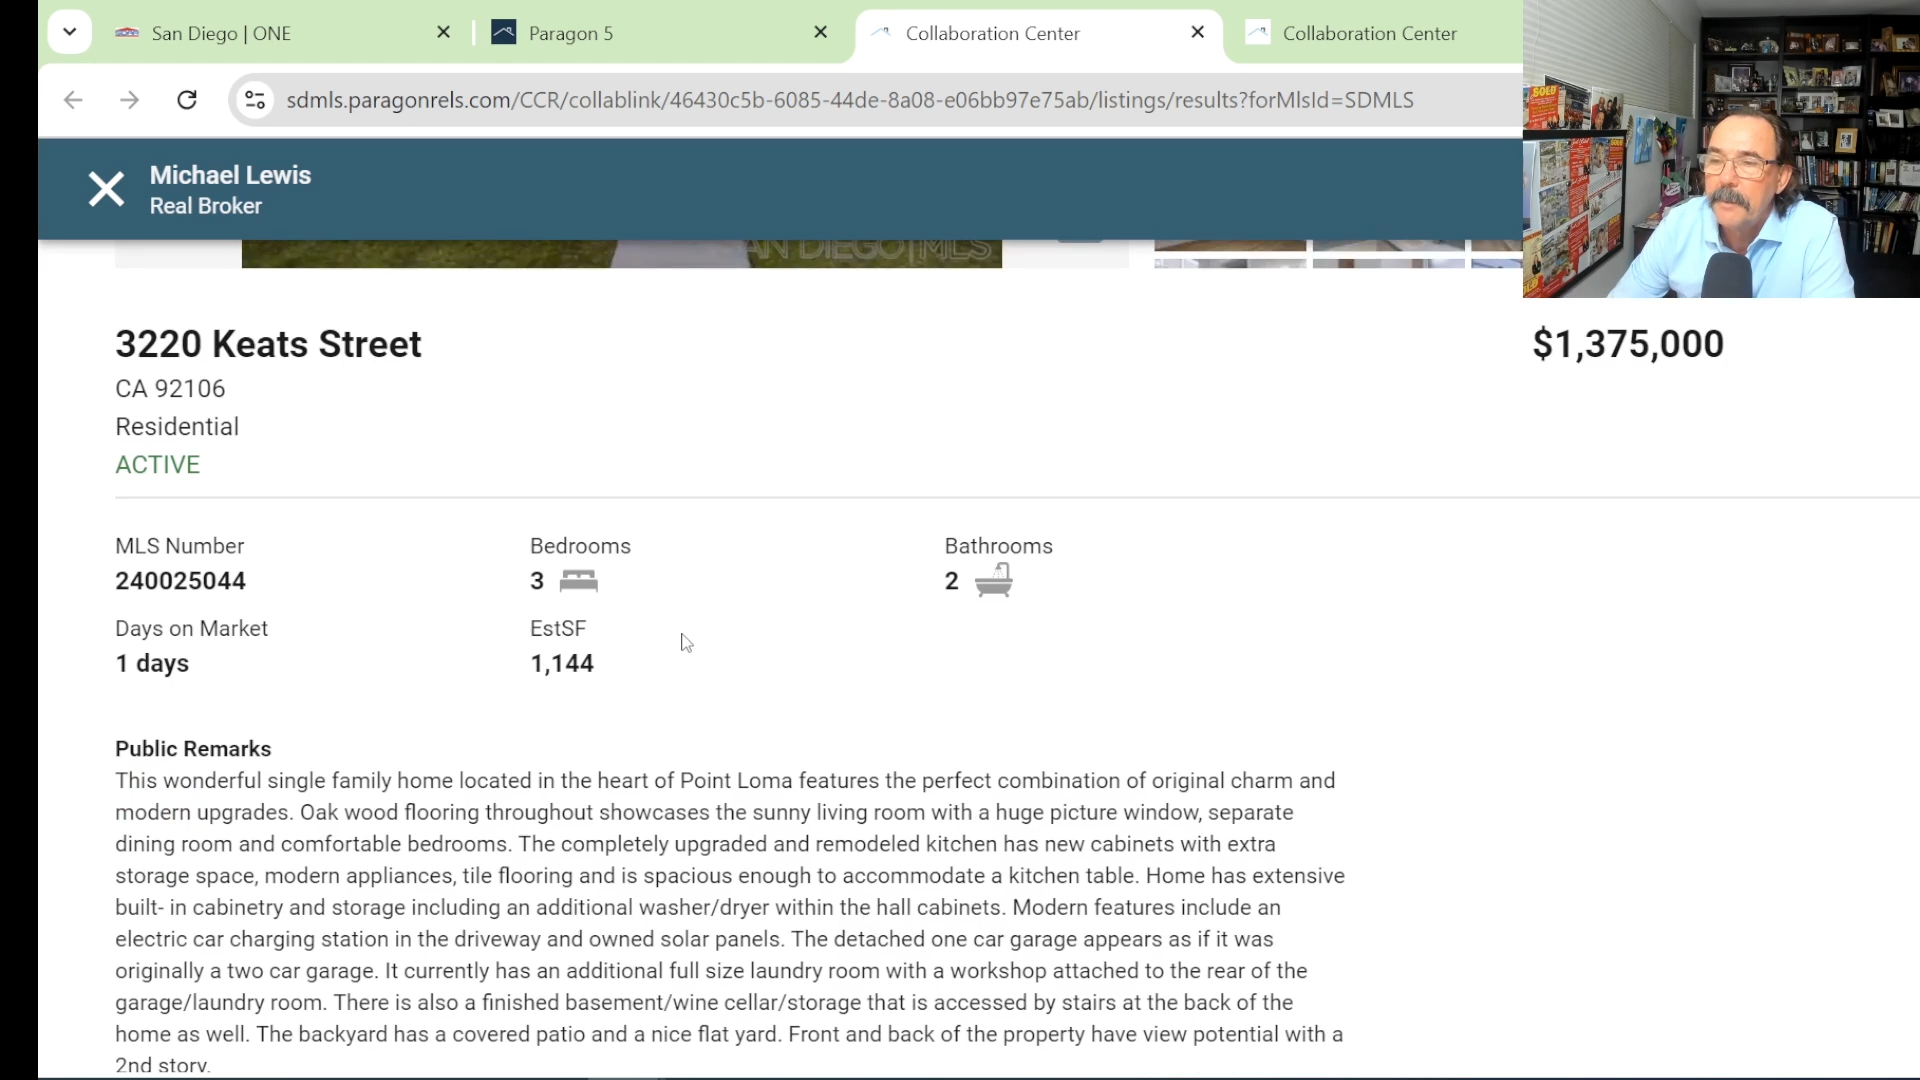 San Diego | ONE
Paragon 5
Collaboration Center
Collaboration Center
sdmls.paragonrels.com/CCR/collablink/46430c5b-6085-44de-8a08-e06bb97e75ab/listings/results?forMlsId=SDMLS
Michael Lewis
Real Broker
SAN DIEGO | MLS
SOLD
3220 Keats Street
$1,375,000
CA 92106
Residential
ACTIVE
MLS Number
Bedrooms
Bathrooms
240025044
3
2
Days on Market
EstSF
1 days
1,144
Public Remarks
This wonderful single family home located in the heart of Point Loma features the perfect combination of original charm and
modern upgrades. Oak wood flooring throughout showcases the sunny living room with a huge picture window, separate
dining room and comfortable bedrooms. The completely upgraded and remodeled kitchen has new cabinets with extra
storage space, modern appliances, tile flooring and is spacious enough to accommodate a kitchen table. Home has extensive
built- in cabinetry and storage including an additional washer/dryer within the hall cabinets. Modern features include an
electric car charging station in the driveway and owned solar panels. The detached one car garage appears as if it was
originally a two car garage. It currently has an additional full size laundry room with a workshop attached to the rear of the
garage/laundry room. There is also a finished basement/wine cellar/storage that is accessed by stairs at the back of the
home as well. The backyard has a covered patio and a nice flat yard. Front and back of the property have view potential with a
2nd story.